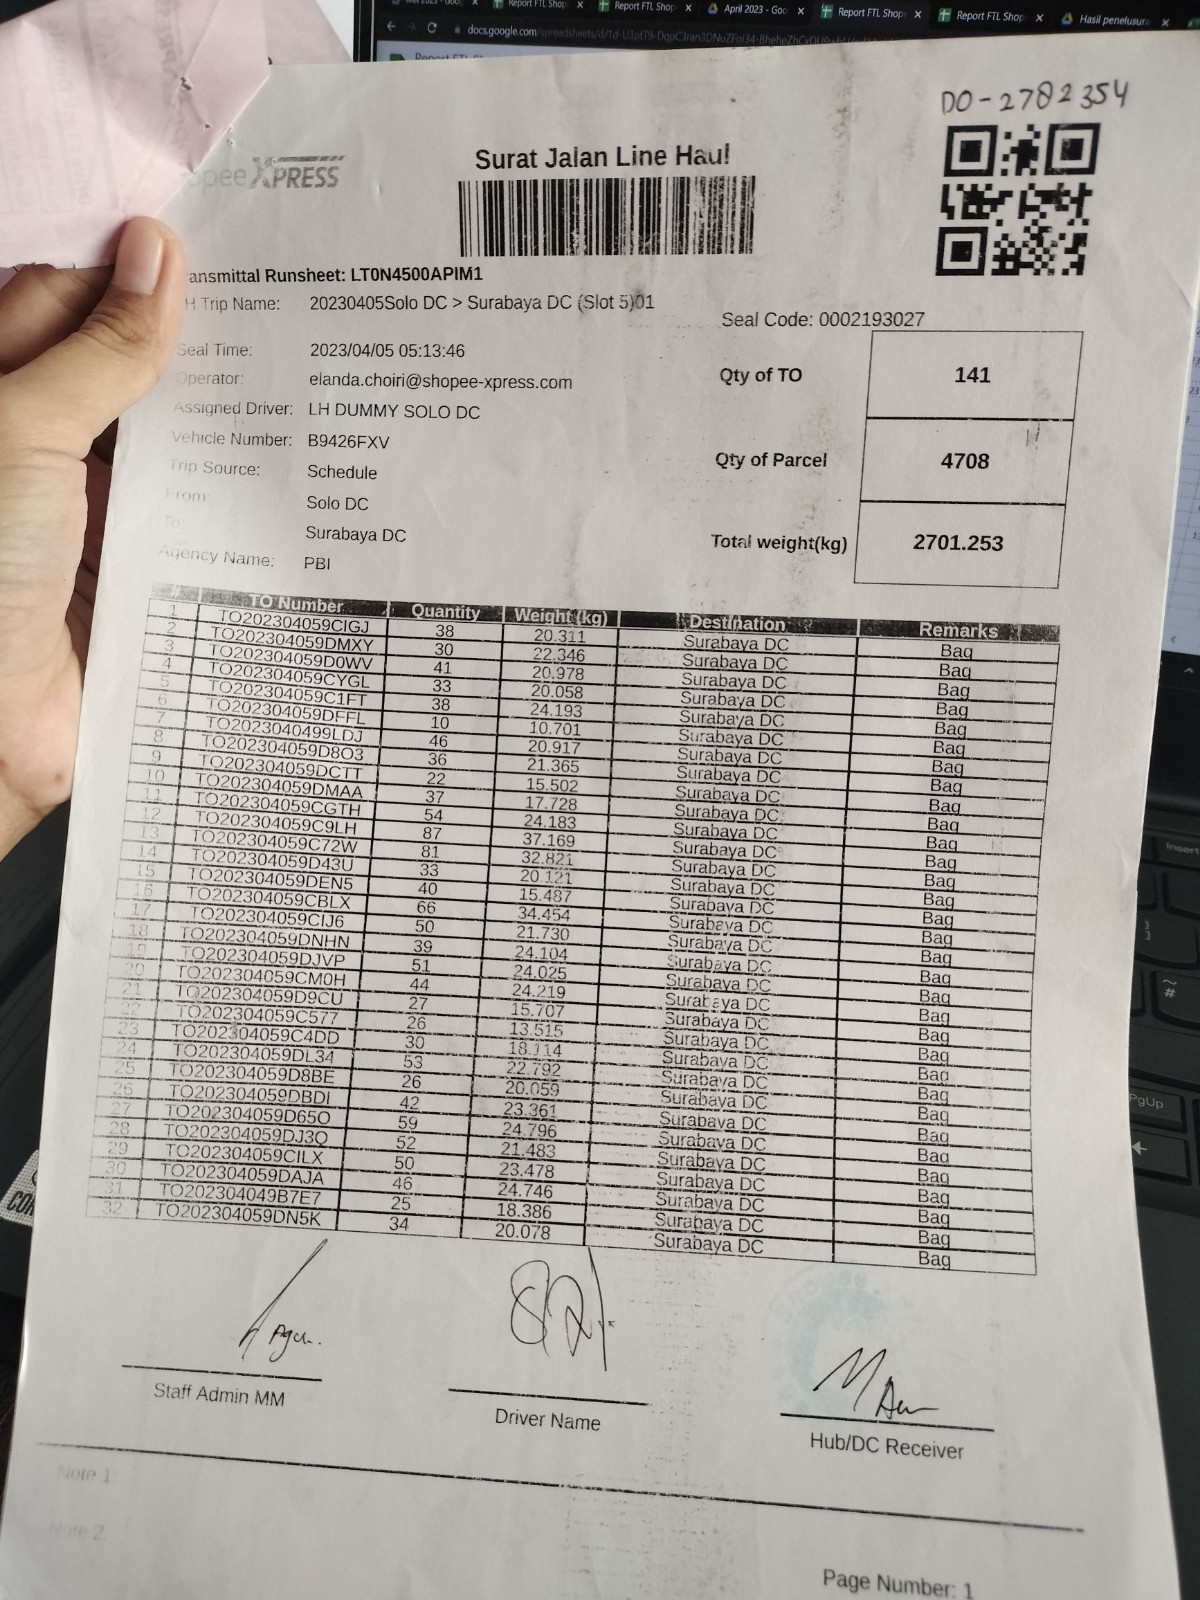 DO-2782354
Surat Jalan Line Haul
XPRESS
Transmittal Runsheet: LT0N4500APIM1
Trip Name: 20230405Solo DC > Surabaya DC (Slot 5)01
Seal Code: 0002193027
Seal Time: 2023/04/05 05:13:46
Operator: elanda.choiri@shopee-xpress.com
Assigned Driver: LH DUMMY SOLO DC
Vehicle Number: B9426FXV
Trip Source: Schedule
From: Solo DC
To: Surabaya DC
Agency Name: PBI
Qty of TO 141
Qty of Parcel 4708
Total weight(kg) 2701.253
# TO Number Quantity Weight (kg) Destination Remarks
1 TO202304059CIGJ 38 20.311 Surabaya DC Bag
2 TO202304059DMXY 30 22.346 Surabaya DC Bag
3 TO202304059D0WV 41 20.978 Surabaya DC Bag
4 TO202304059CYGL 33 20.058 Surabaya DC Bag
5 TO202304059C1FT 38 24.193 Surabaya DC Bag
6 TO202304059DFFL 10 10.701 Surabaya DC Bag
7 TO202304049​9LDJ 46 20.917 Surabaya DC Bag
8 TO202304059D8O3 36 21.365 Surabaya DC Bag
9 TO202304059DCTT 22 15.502 Surabaya DC Bag
10 TO202304059DMAA 37 17.728 Surabaya DC Bag
11 TO202304059CGTH 54 24.183 Surabaya DC Bag
12 TO202304059C9LH 87 37.169 Surabaya DC Bag
13 TO202304059C72W 81 32.821 Surabaya DC Bag
14 TO202304059D43U 33 20.121 Surabaya DC Bag
15 TO202304059DEN5 40 15.487 Surabaya DC Bag
16 TO202304059CBLX 66 34.454 Surabaya DC Bag
17 TO202304059CIJ6 50 21.730 Surabaya DC Bag
18 TO202304059DNHN 39 24.104 Surabaya DC Bag
19 TO202304059DJVP 51 24.025 Surabaya DC Bag
20 TO202304059CM0H 44 24.219 Surabaya DC Bag
21 TO202304059D9CU 27 15.707 Surabaya DC Bag
22 TO202304059C577 26 13.515 Surabaya DC Bag
23 TO202304059C4DD 30 18.114 Surabaya DC Bag
24 TO202304059DL34 53 22.792 Surabaya DC Bag
25 TO202304059D8BE 26 20.059 Surabaya DC Bag
26 TO202304059DBDI 42 23.361 Surabaya DC Bag
27 TO202304059D65O 59 24.796 Surabaya DC Bag
28 TO202304059DJ3Q 52 21.483 Surabaya DC Bag
29 TO202304059CILX 50 23.478 Surabaya DC Bag
30 TO202304059DAJA 46 24.746 Surabaya DC Bag
31 TO202304049B7E7 25 18.386 Surabaya DC Bag
32 TO202304059DN5K 34 20.078 Surabaya DC Bag
Staff Admin MM
Driver Name
Hub/DC Receiver
Note 1
Note 2
Page Number: 1